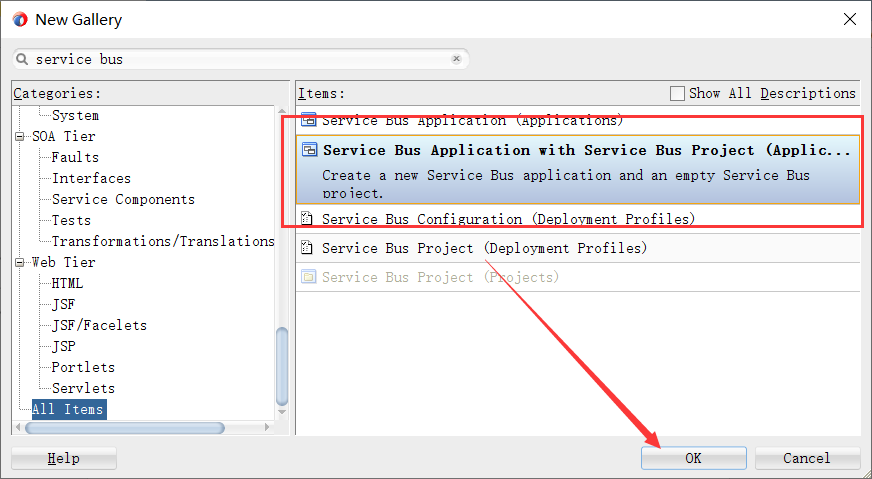 New Gallery
service bus
Categories:
Items:
Show All Descriptions
System
SOA Tier
Faults
Interfaces
Service Components
Tests
Transformations/Translations
Web Tier
HTML
JSF
JSF/Facelets
JSP
Portlets
Servlets
All Items
Service Bus Application (Applications)
Service Bus Application with Service Bus Project (Applic...
Create a new Service Bus application and an empty Service Bus
project.
Service Bus Configuration (Deployment Profiles)
Service Bus Project (Deployment Profiles)
Service Bus Project (Projects)
Help
OK
Cancel